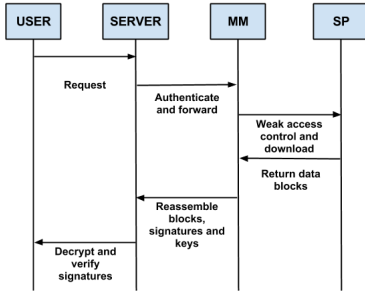 USER
SERVER
MM
SP
Request
Authenticate
and forward
Weak access
control and
download
Return data
blocks
Reassemble
blocks,
signatures and
keys
Decrypt and
verify
signatures